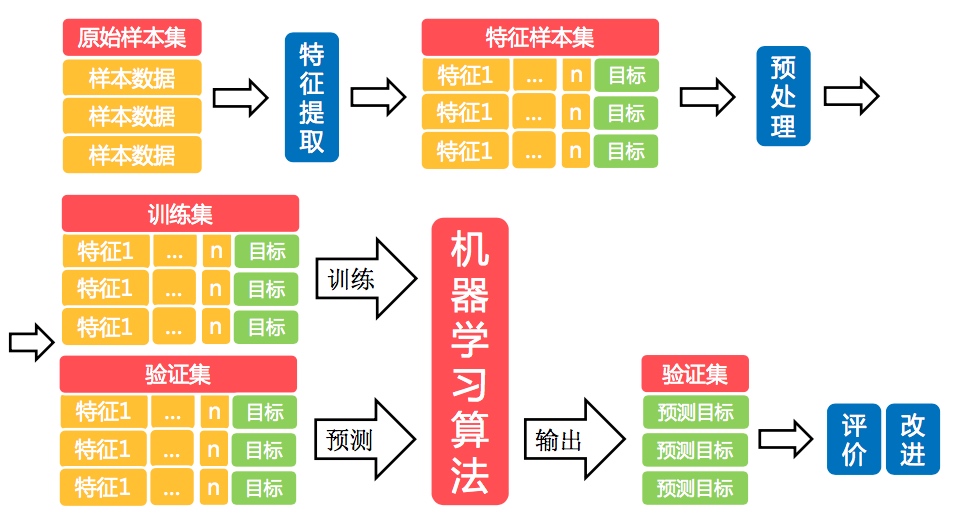 原始样本集
样本数据
样本数据
样本数据
特征提取
特征样本集
特征1 ... n 目标
特征1 ... n 目标
特征1 ... n 目标
预处理
训练集
特征1 ... n 目标
特征1 ... n 目标
特征1 ... n 目标
训练
验证集
特征1 ... n 目标
特征1 ... n 目标
特征1 ... n 目标
预测
机器学习算法
输出
验证集
预测目标
预测目标
预测目标
评价
改进